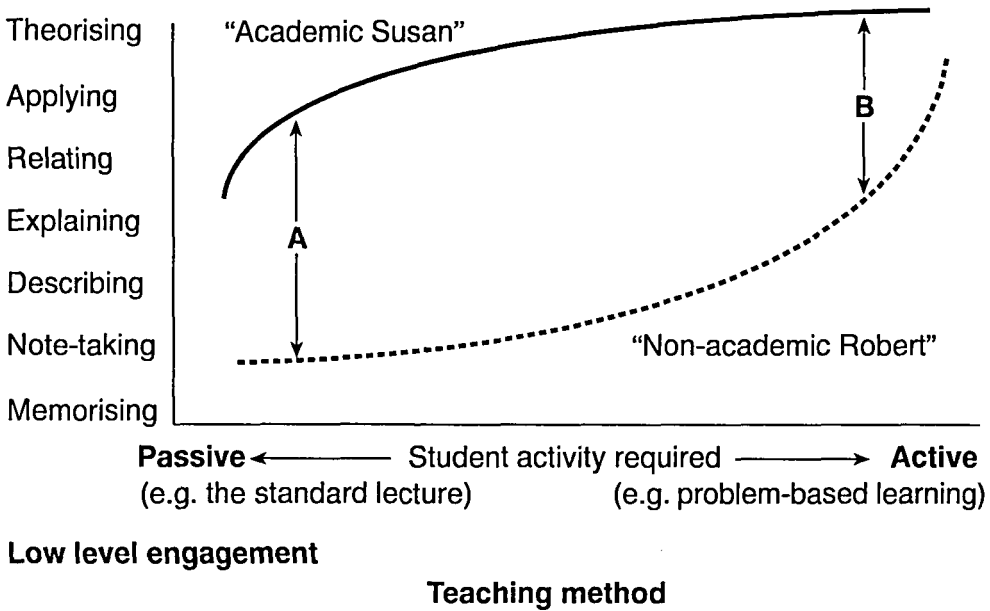 Theorising
"Academic Susan"
Applying
B
Relating
Explaining
A
Describing
Note-taking
"Non-academic Robert"
Memorising
Passive Student activity required Active
(e.g. the standard lecture) (e.g. problem-based learning)
Low level engagement
Teaching method